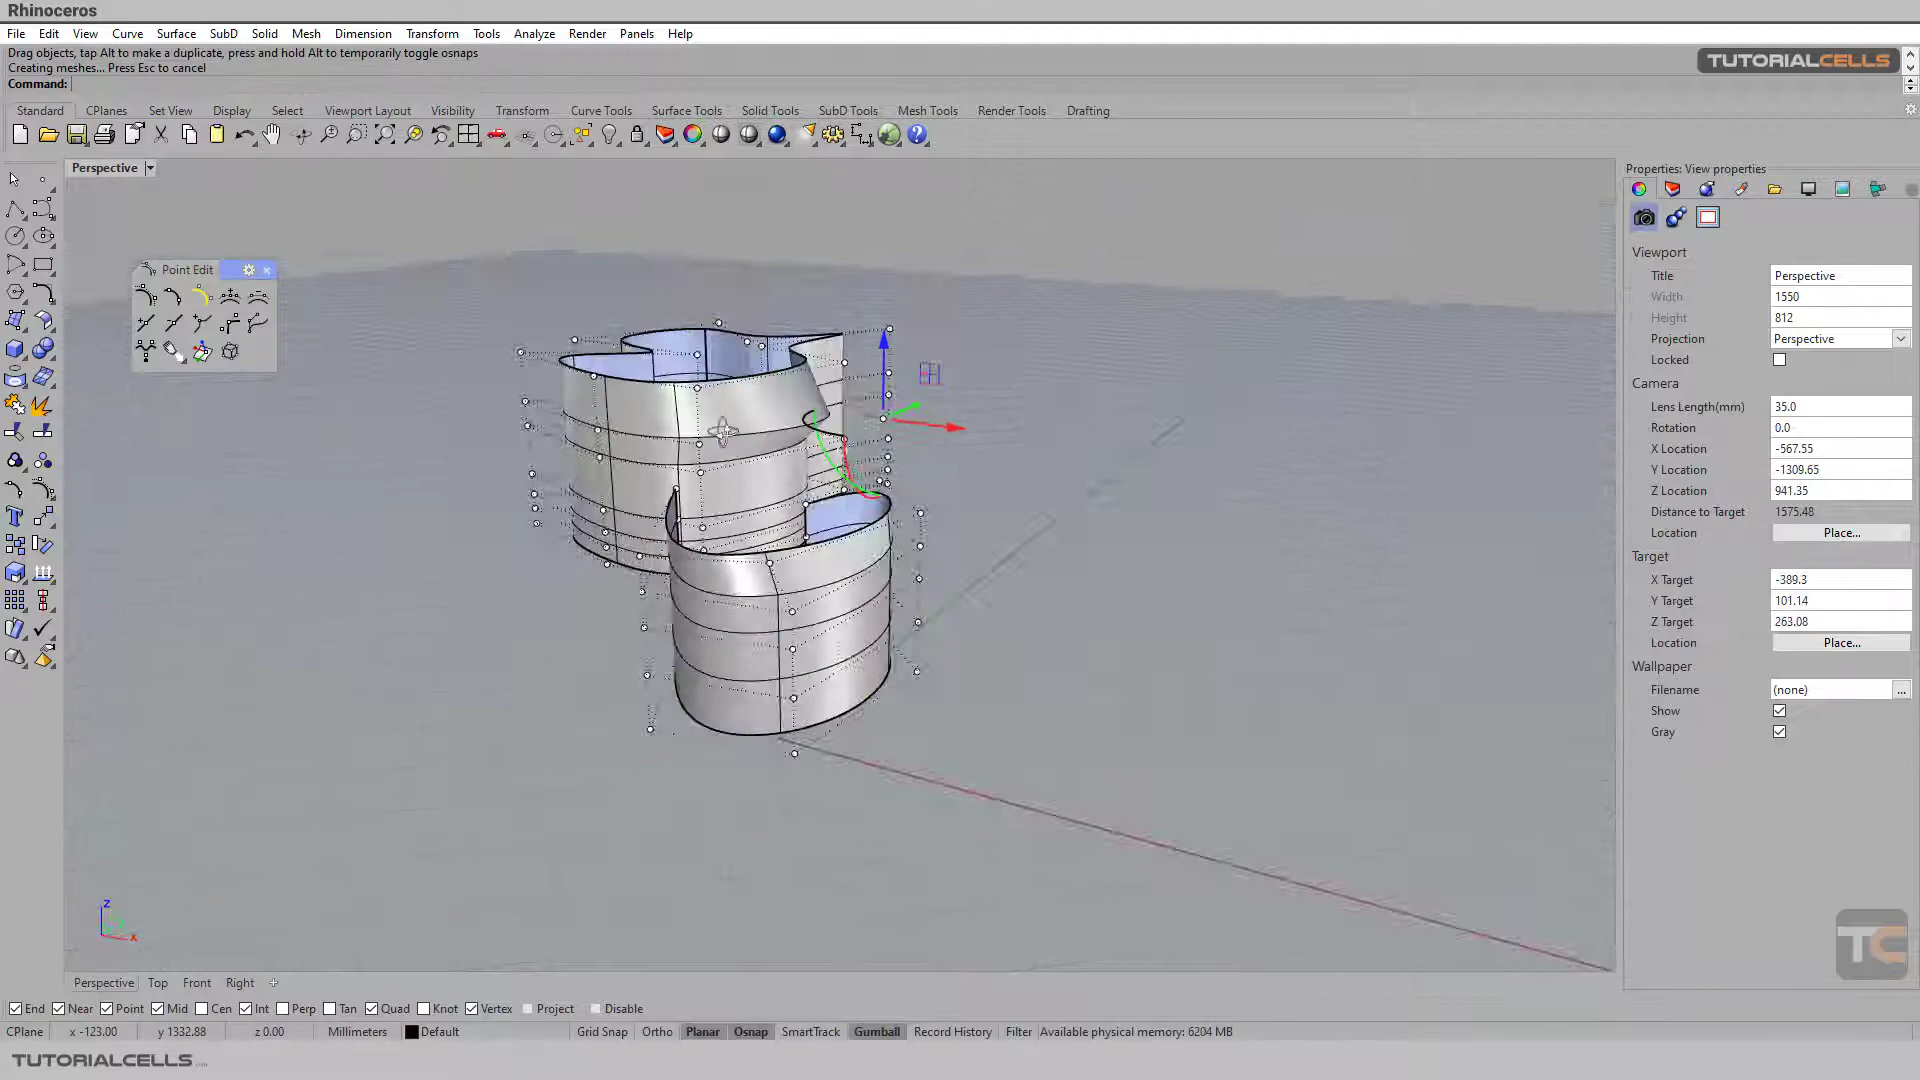 Rhinoceros
File Edit View Curve Surface SubD Solid Mesh Dimension Transform Tools Analyze Render Panels Help
Drag objects, tap Alt to make a duplicate, press and hold Alt to temporarily toggle osnaps
Creating meshes... Press Esc to cancel
Command:
TUTORIALCELLS
Standard CPlanes Set View Display Select Viewport Layout Visibility Transform Curve Tools Surface Tools Solid Tools SubD Tools Mesh Tools Render Tools Drafting
Perspective
Point Edit
Properties: View properties
Viewport
Title Perspective
Width 1550
Height 812
Projection Perspective
Locked
Camera
Lens Length(mm) 35.0
Rotation 0.0
X Location -567.55
Y Location -1309.65
Z Location 941.35
Distance to Target 1575.48
Location Place...
Target
X Target -389.3
Y Target 101.14
Z Target 263.08
Location Place...
Wallpaper
Filename (none) ...
Show
Gray
z
x
TC
Perspective Top Front Right
End Near Point Mid Cen Int Perp Tan Quad Knot Vertex Project Disable
CPlane x -123.00 y 1332.88 z 0.00 Millimeters Default Grid Snap Ortho Planar Osnap SmartTrack Gumball Record History Filter Available physical memory: 6204 MB
TUTORIALCELLS